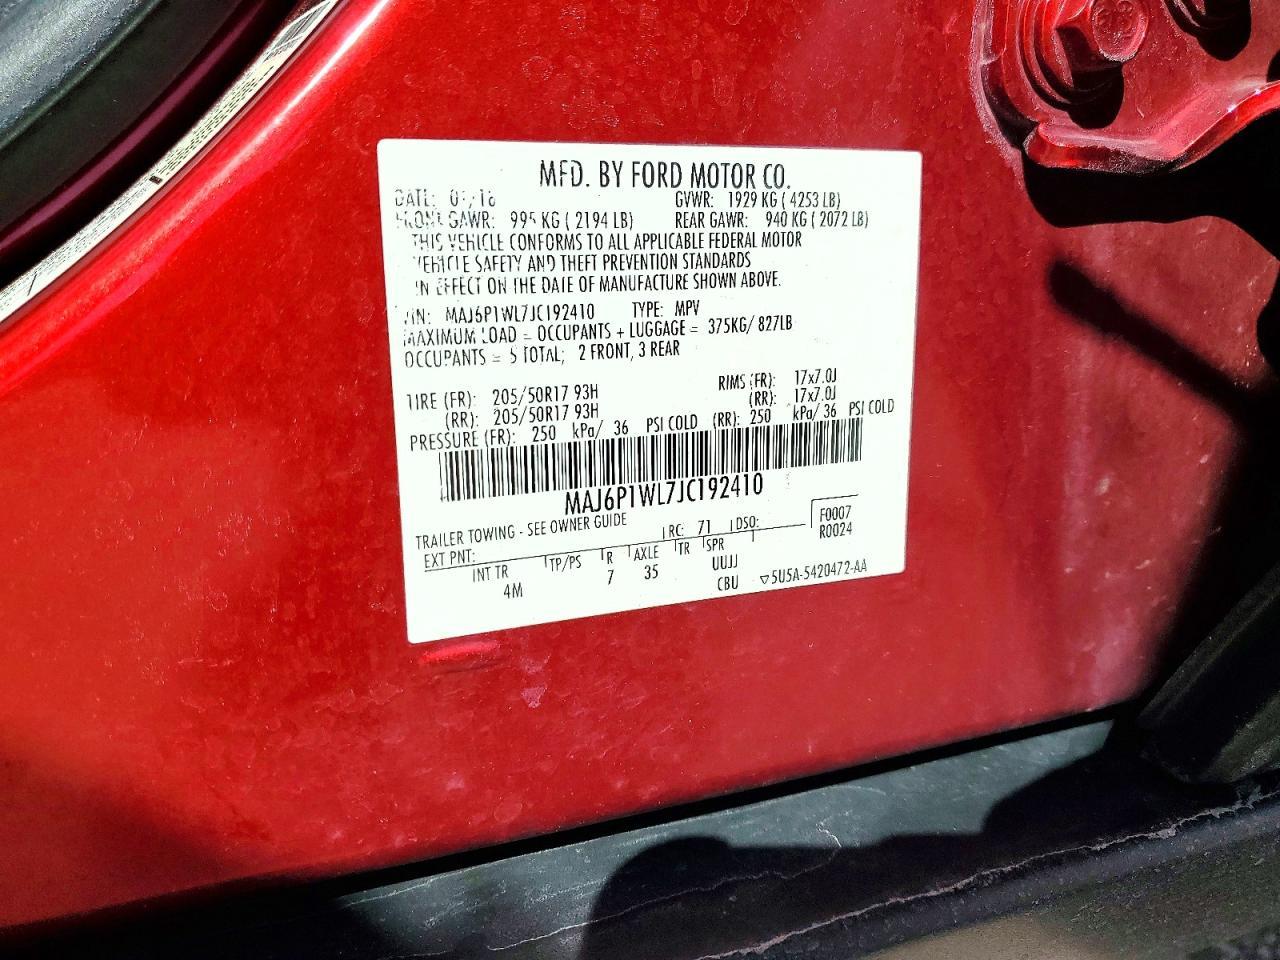 MFD. BY FORD MOTOR CO.
DATE: /18 GVWR: 1929 KG ( 4253 LB)
FRONT GAWR: 995 KG ( 2194 LB) REAR GAWR: 940 KG ( 2072 LB)
THIS VEHICLE CONFORMS TO ALL APPLICABLE FEDERAL MOTOR
VEHICLE SAFETY AND THEFT PREVENTION STANDARDS
IN EFFECT ON THE DATE OF MANUFACTURE SHOWN ABOVE.
VIN: MAJ6P1WL7JC192410 TYPE: MPV
MAXIMUM LOAD = OCCUPANTS + LUGGAGE = 375KG/ 827LB
OCCUPANTS = 5 TOTAL; 2 FRONT, 3 REAR
TIRE (FR): 205/50R17 93H RIMS (FR): 17x7.0J
(RR): 205/50R17 93H (RR): 17x7.0J
PRESSURE (FR): 250 kPa/ 36 PSI COLD (RR): 250 kPa/ 36 PSI COLD
MAJ6P1WL7JC192410
TRAILER TOWING - SEE OWNER GUIDE
EXT PNT: RC: 71 DSO: F0007
R0024
INT TR TP/PS R AXLE TR SPR
4M 7 35 UUJJ
CBU ▽5U5A-5420472-AA